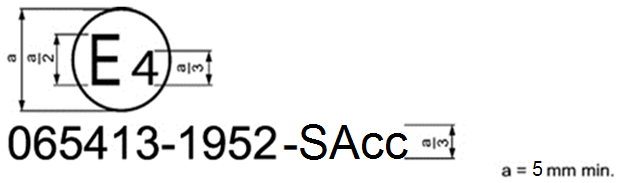 a a/2 E 4 a/3
065413-1952-SAcc a/3
a = 5 mm min.